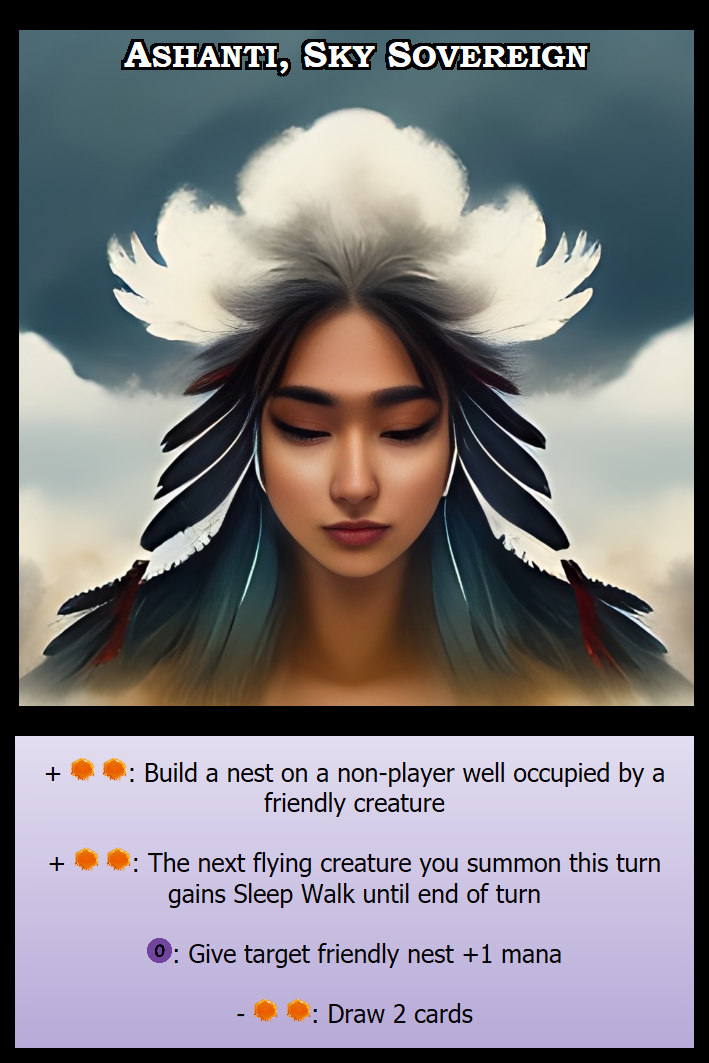 Ashanti, Sky Sovereign
+ : Build a nest on a non-player well occupied by a
friendly creature
+ : The next flying creature you summon this turn
gains Sleep Walk until end of turn
0: Give target friendly nest +1 mana
- : Draw 2 cards